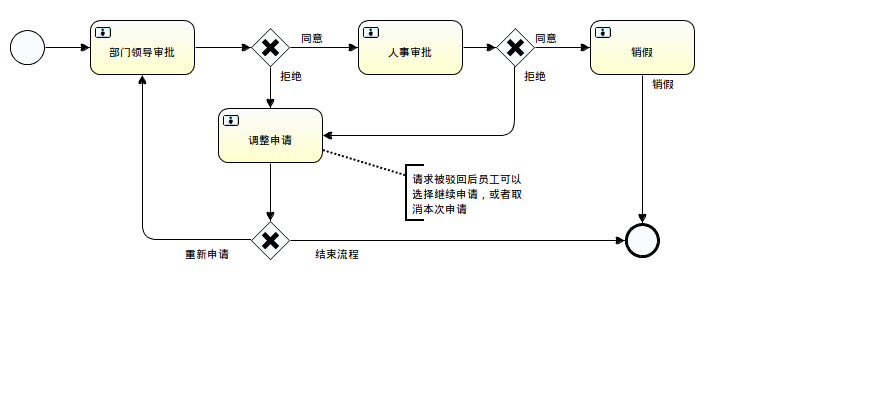 部门领导审批
同意
人事审批
同意
销假
拒绝
拒绝
销假
调整申请
请求被驳回后员工可以
选择继续申请，或者取
消本次申请
重新申请
结束流程